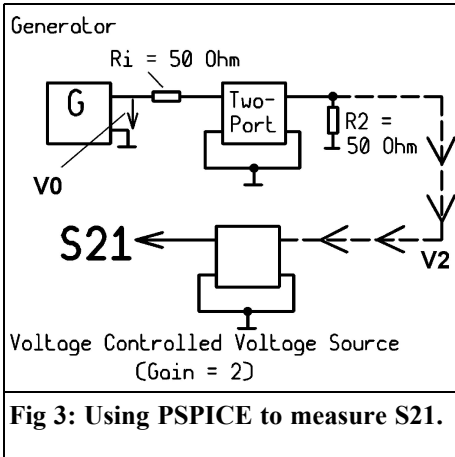 Generator
Ri = 50 Ohm
G
Two-
Port
R2 =
50 Ohm
V0
S21
V2
Voltage Controlled Voltage Source
(Gain = 2)
Fig 3: Using PSPICE to measure S21.